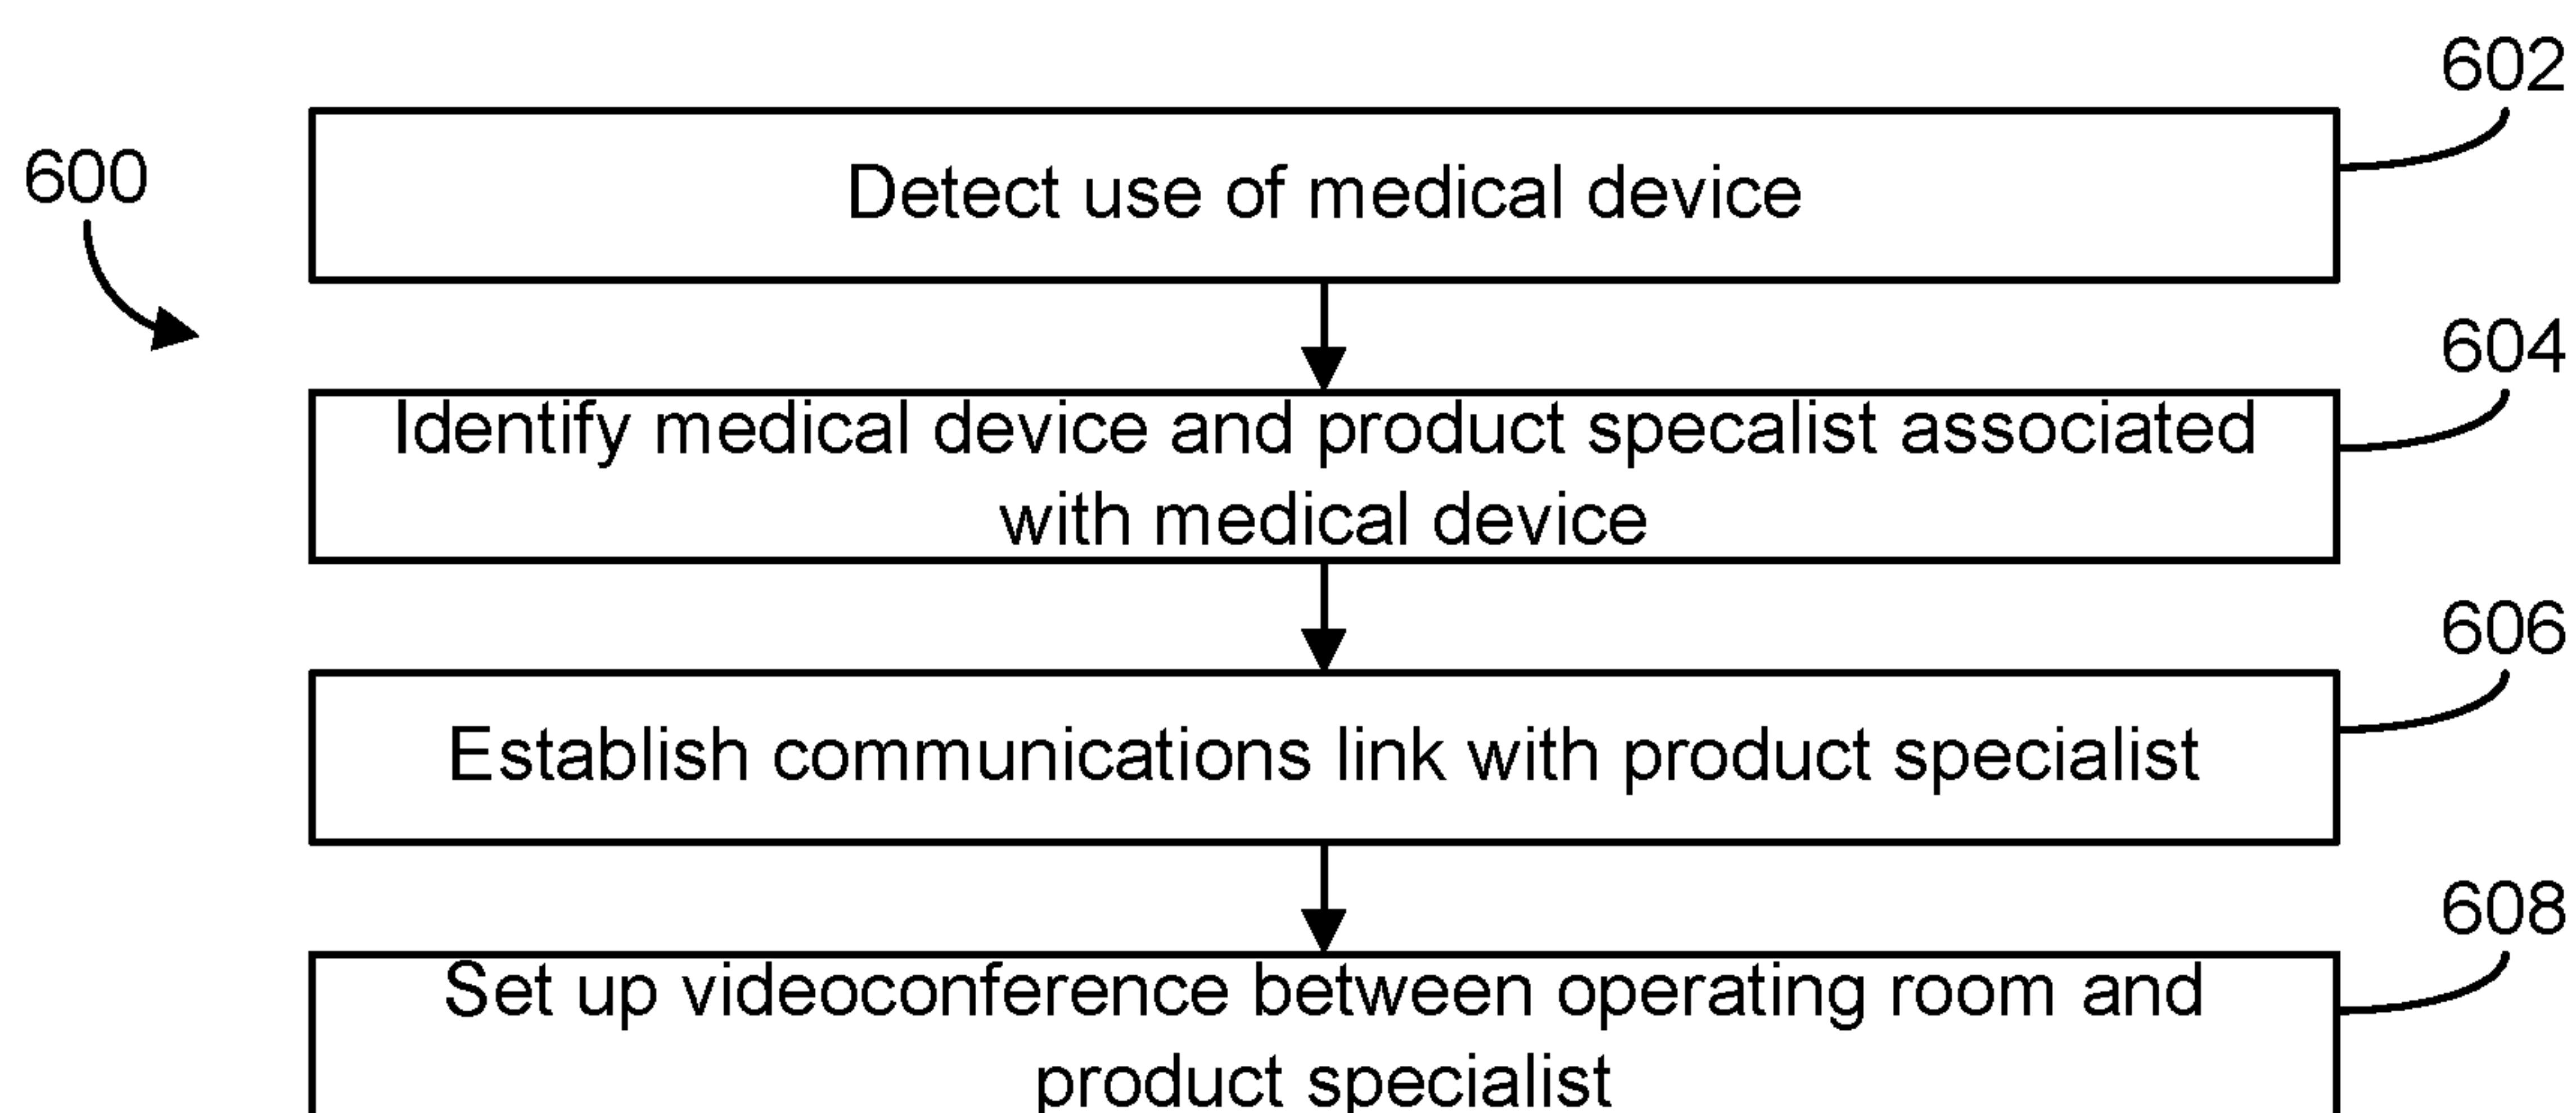 602
600
Detect use of medical device
604
Identify medical device and product specalist associated
with medical device
606
Establish communications link with product specialist
608
Set up videoconference between operating room and
product specialist